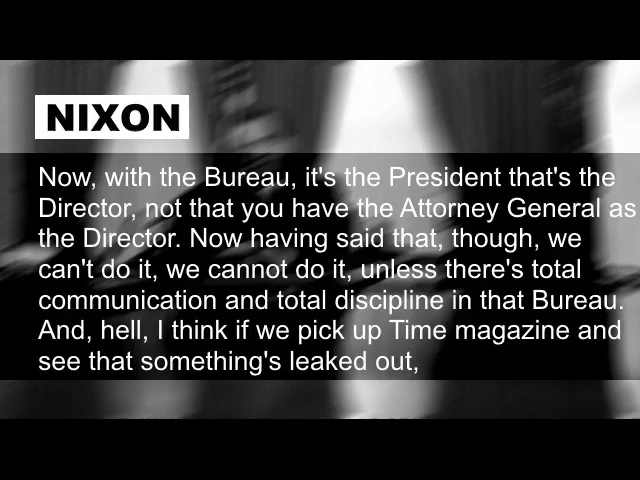 NIXON
Now, with the Bureau, it's the President that's the
Director, not that you have the Attorney General as
the Director. Now having said that, though, we
can't do it, we cannot do it, unless there's total
communication and total discipline in that Bureau.
And, hell, I think if we pick up Time magazine and
see that something's leaked out,